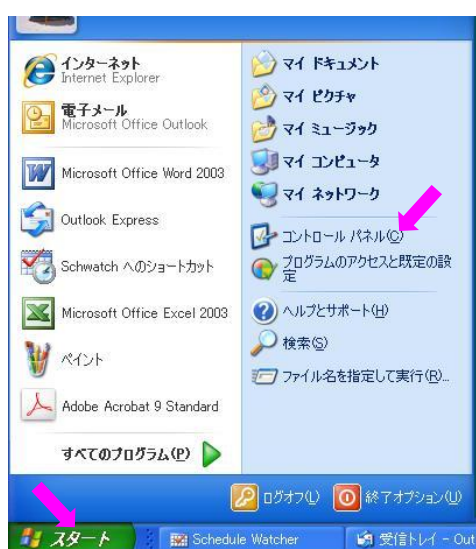 インターネット
Internet Explorer
電子メール
Microsoft Office Outlook
Microsoft Office Word 2003
Outlook Express
Schwatch へのショートカット
Microsoft Office Excel 2003
ペイント
Adobe Acrobat 9 Standard
すべてのプログラム(P)
マイ ドキュメント
マイ ピクチャ
マイ ミュージック
マイ コンピュータ
マイ ネットワーク
コントロール パネル(C)
プログラムのアクセスと既定の設
定
ヘルプとサポート(H)
検索(S)
ファイル名を指定して実行(R)...
ログオフ(L)
終了オプション(U)
スタート
Schedule Watcher
受信トレイ - Out